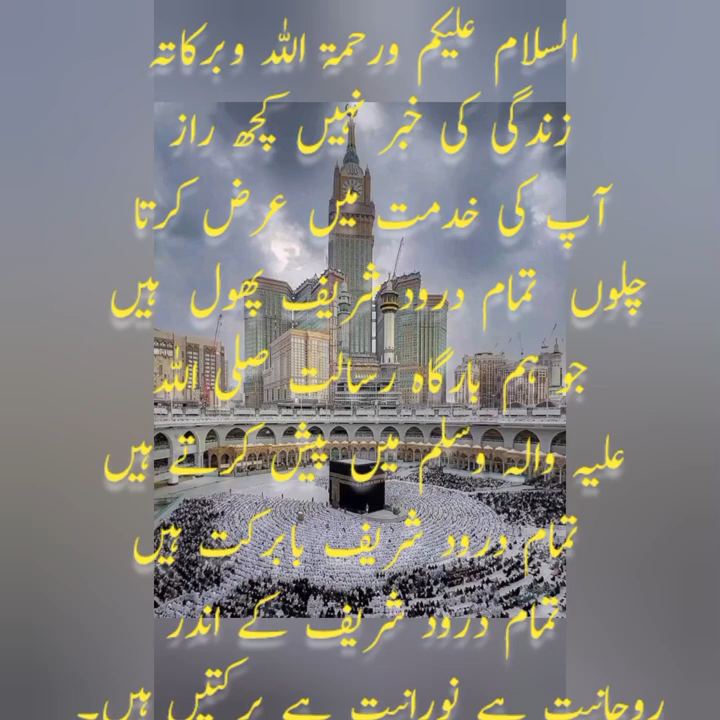 السلام علیکم ورحمۃ اللہ وبرکاتہ
زندگی کی خبر نہیں کچھ راز
آپ کی خدمت میں عرض کرتا
چلوں تمام درود شریف پھول ہیں
جو ہم بارگاہ رسالت صلی اللہ
علیہ والہ وسلم میں پیش کرتے ہیں
تمام درود شریف بابرکت ہیں
تمام درود شریف کے اندر
روحانیت ہے نورانیت ہے برکتیں ہیں۔